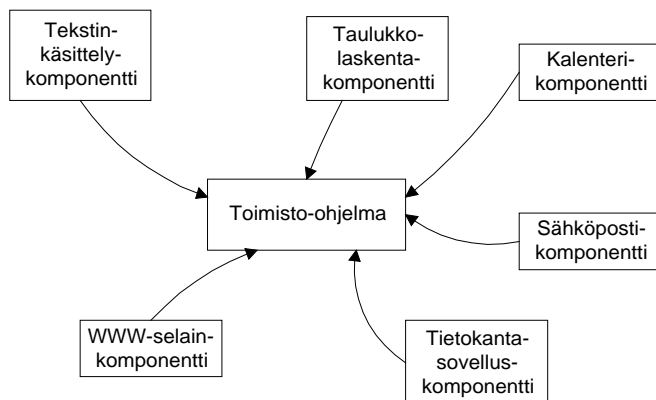 Tekstin-
käsittely-
komponentti
Taulukko-
laskenta-
komponentti
Kalenteri-
komponentti
Toimisto-ohjelma
Sähköposti-
komponentti
WWW-selain-
komponentti
Tietokanta-
sovellus-
komponentti